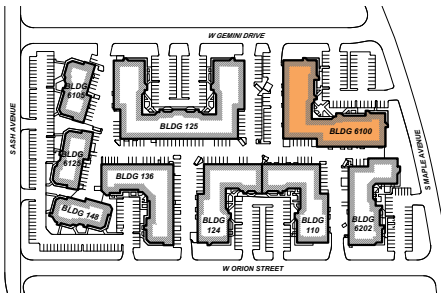 W GEMINI DRIVE
S ASH AVENUE
BLDG
6105
BLDG 125
BLDG 6100
S MAPLE AVENUE
BLDG
6125
BLDG 136
BLDG 148
BLDG
124
BLDG
110
BLDG
6202
W ORION STREET